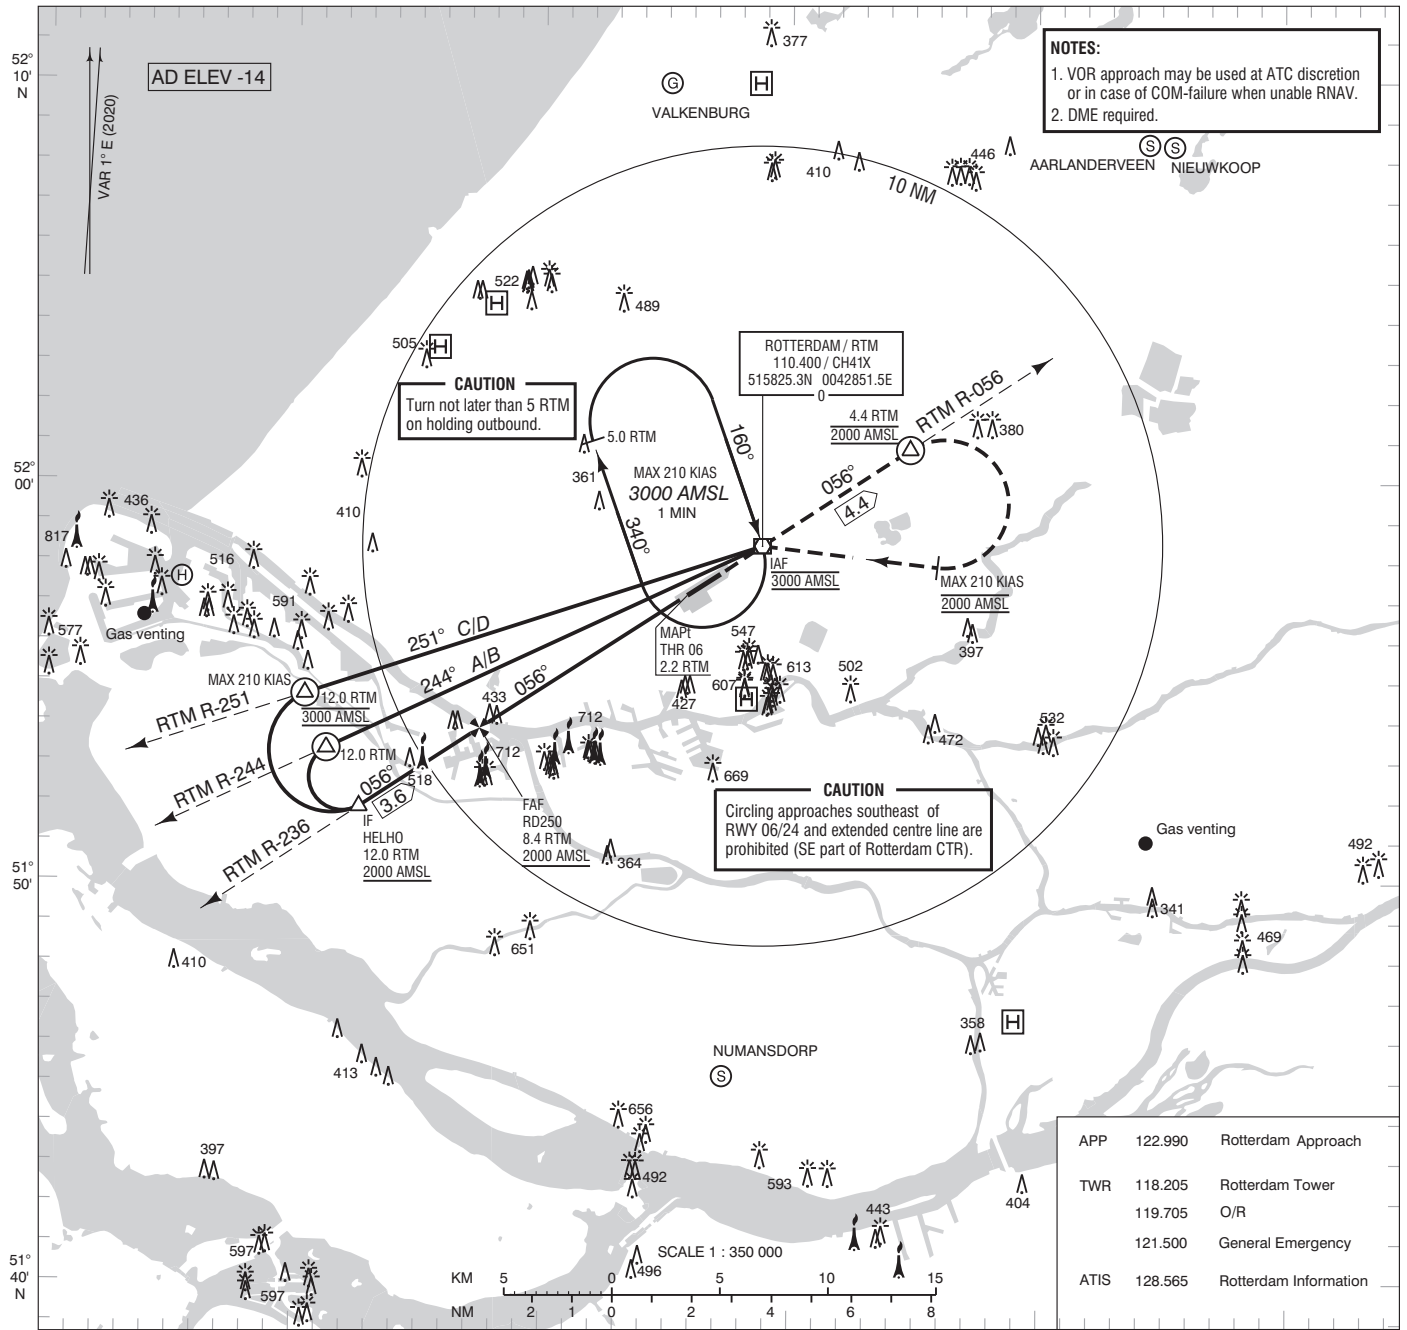 377
52°
10'
N
VAR 1° E (2020)
AD ELEV -14
G
H
VALKENBURG
NOTES:
1. VOR approach may be used at ATC discretion
or in case of COM-failure when unable RNAV.
2. DME required.
410
446
S
S
AARLANDERVEEN
NIEUWKOOP
10 NM
522
H
489
505
H
CAUTION
Turn not later than 5 RTM
on holding outbound.
ROTTERDAM / RTM
110.400 / CH41X
515825.3N 0042851.5E
0
4.4 RTM
2000 AMSL
RTM R-056
380
5.0 RTM
160°
361
MAX 210 KIAS
3000 AMSL
1 MIN
340°
056°
4.4
52°
00'
436
410
817
516
H
591
577
Gas venting
IAF
3000 AMSL
MAX 210 KIAS
2000 AMSL
397
251° C/D
244° A/B
056°
MAPt
THR 06
2.2 RTM
547
613
607
H
427
502
MAX 210 KIAS
12.0 RTM
3000 AMSL
RTM R-251
12.0 RTM
RTM R-244
433
712
712
472
532
518
056°
3.6
669
RTM R-236
IF
HELHO
12.0 RTM
2000 AMSL
FAF
RD250
8.4 RTM
2000 AMSL
CAUTION
Circling approaches southeast of
RWY 06/24 and extended centre line are
prohibited (SE part of Rotterdam CTR).
Gas venting
492
364
51°
50'
341
469
651
410
358
H
413
NUMANSDORP
S
656
397
492
593
404
443
597
597
496
SCALE 1 : 350 000
KM 5 0 5 10 15
NM 2 1 0 2 4 6 8
51°
40'
N
APP 122.990 Rotterdam Approach
TWR 118.205 Rotterdam Tower
119.705 O/R
121.500 General Emergency
ATIS 128.565 Rotterdam Information